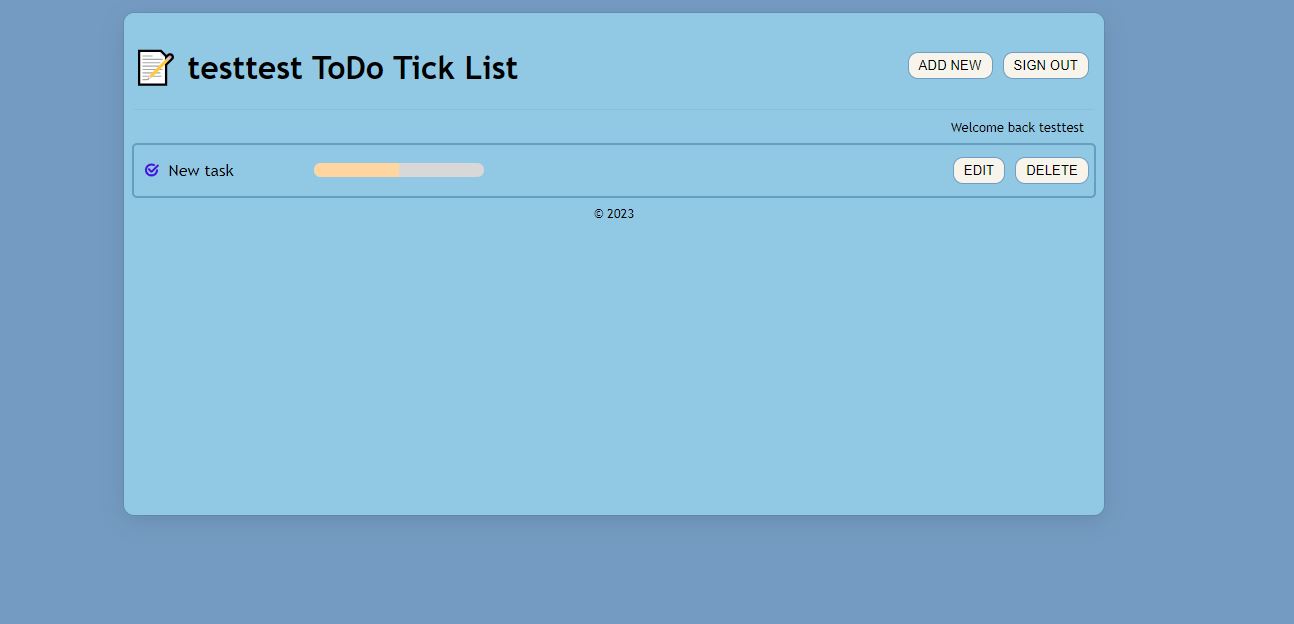 testtest ToDo Tick List
ADD NEW
SIGN OUT
Welcome back testtest
New task
EDIT
DELETE
© 2023